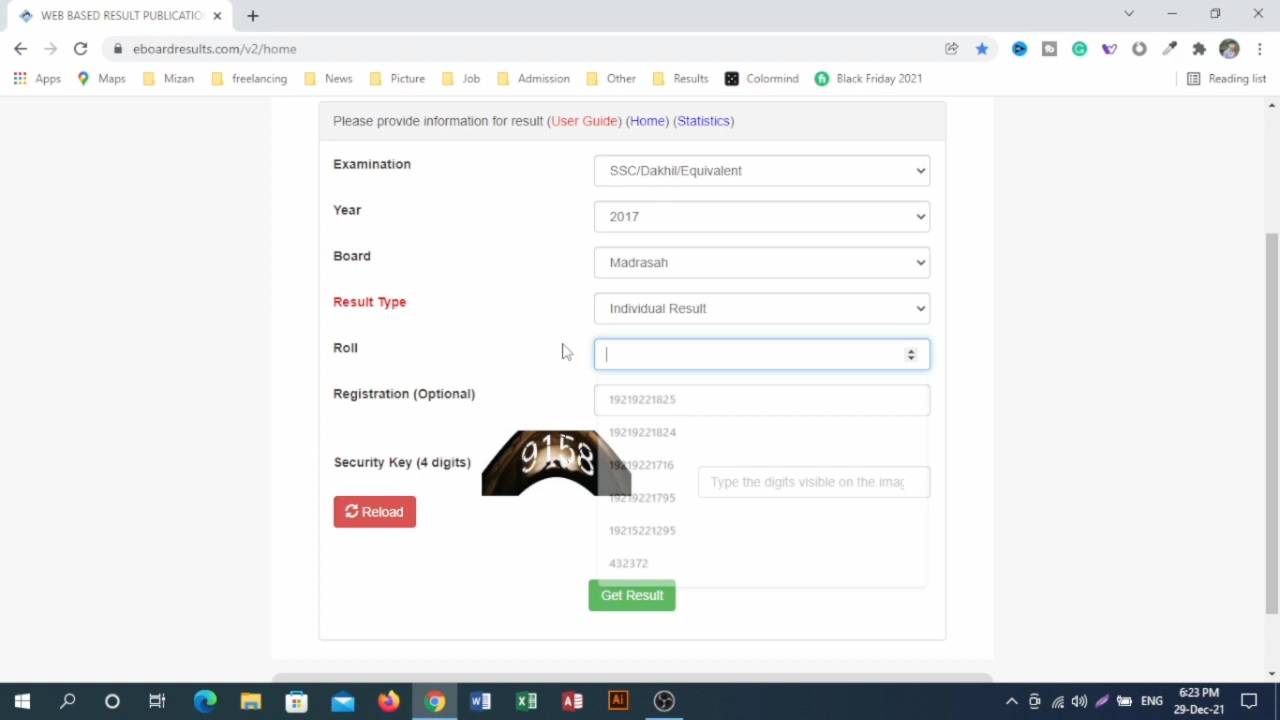 WEB BASED RESULT PUBLICATIO
eboardresults.com/v2/home
Apps Maps Mizan freelancing News Picture Job Admission Other Results Colormind Black Friday 2021 Reading list
Please provide information for result (User Guide) (Home) (Statistics)
Examination SSC/Dakhil/Equivalent
Year 2017
Board Madrasah
Result Type Individual Result
Roll
Registration (Optional) 19219221825
19219221824
Security Key (4 digits) 9158 19219221716 Type the digits visible on the imag
19219221795
Reload
19215221295
432372
Get Result
ENG 6:23 PM
29-Dec-21